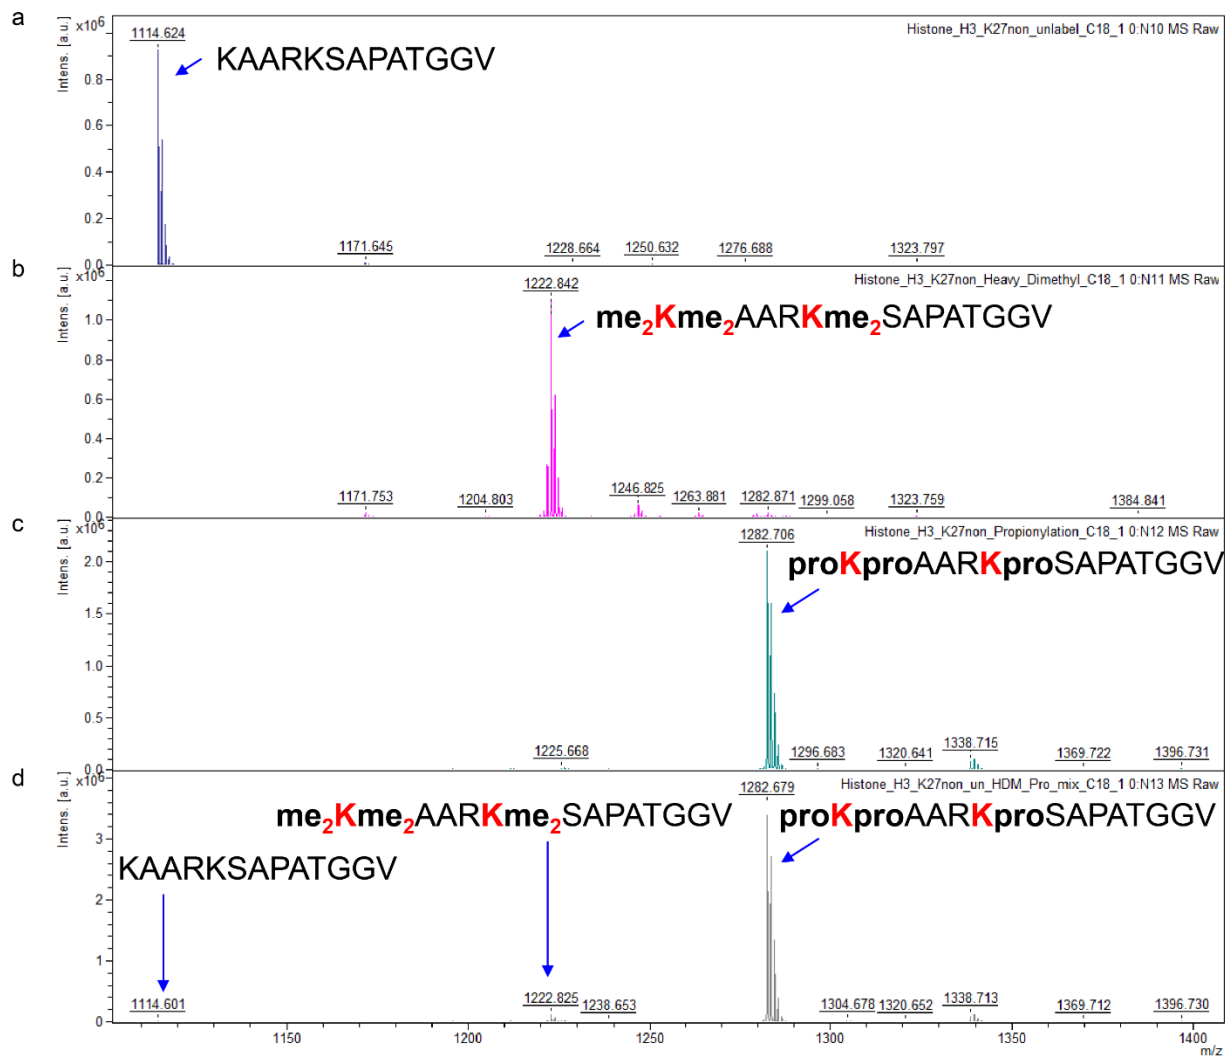 a
x10⁶
Intens. [a.u.]
0.8
0.6
0.4
0.2
0.0
1114.624
KAARKSAPATGGV
Histone_H3_K27non_unlabel_C18_1 0:N10 MS Raw
1171.645
1228.664
1250.632
1276.688
1323.797
b
x10⁶
Intens. [a.u.]
1.0
0.8
0.6
0.4
0.2
0.0
1222.842
me₂Kme₂AARKme₂SAPATGGV
Histone_H3_K27non_Heavy_Dimethyl_C18_1 0:N11 MS Raw
1171.753
1204.803
1246.825
1263.881
1282.871
1299.058
1323.759
1384.841
c
x10⁶
Intens. [a.u.]
2.0
1.5
1.0
0.5
0.0
1282.706
Histone_H3_K27non_Propionylation_C18_1 0:N12 MS Raw
proKproAARKproSAPATGGV
1225.668
1296.683
1320.641
1338.715
1369.722
1396.731
d
x10⁶
Intens. [a.u.]
3
2
1
0
1282.679
Histone_H3_K27non_un_HDM_Pro_mix_C18_1 0:N13 MS Raw
me₂Kme₂AARKme₂SAPATGGV
proKproAARKproSAPATGGV
KAARKSAPATGGV
1114.601
1222.825
1238.653
1304.678
1320.652
1338.713
1369.712
1396.730
1150
1200
1250
1300
1350
1400
m/z